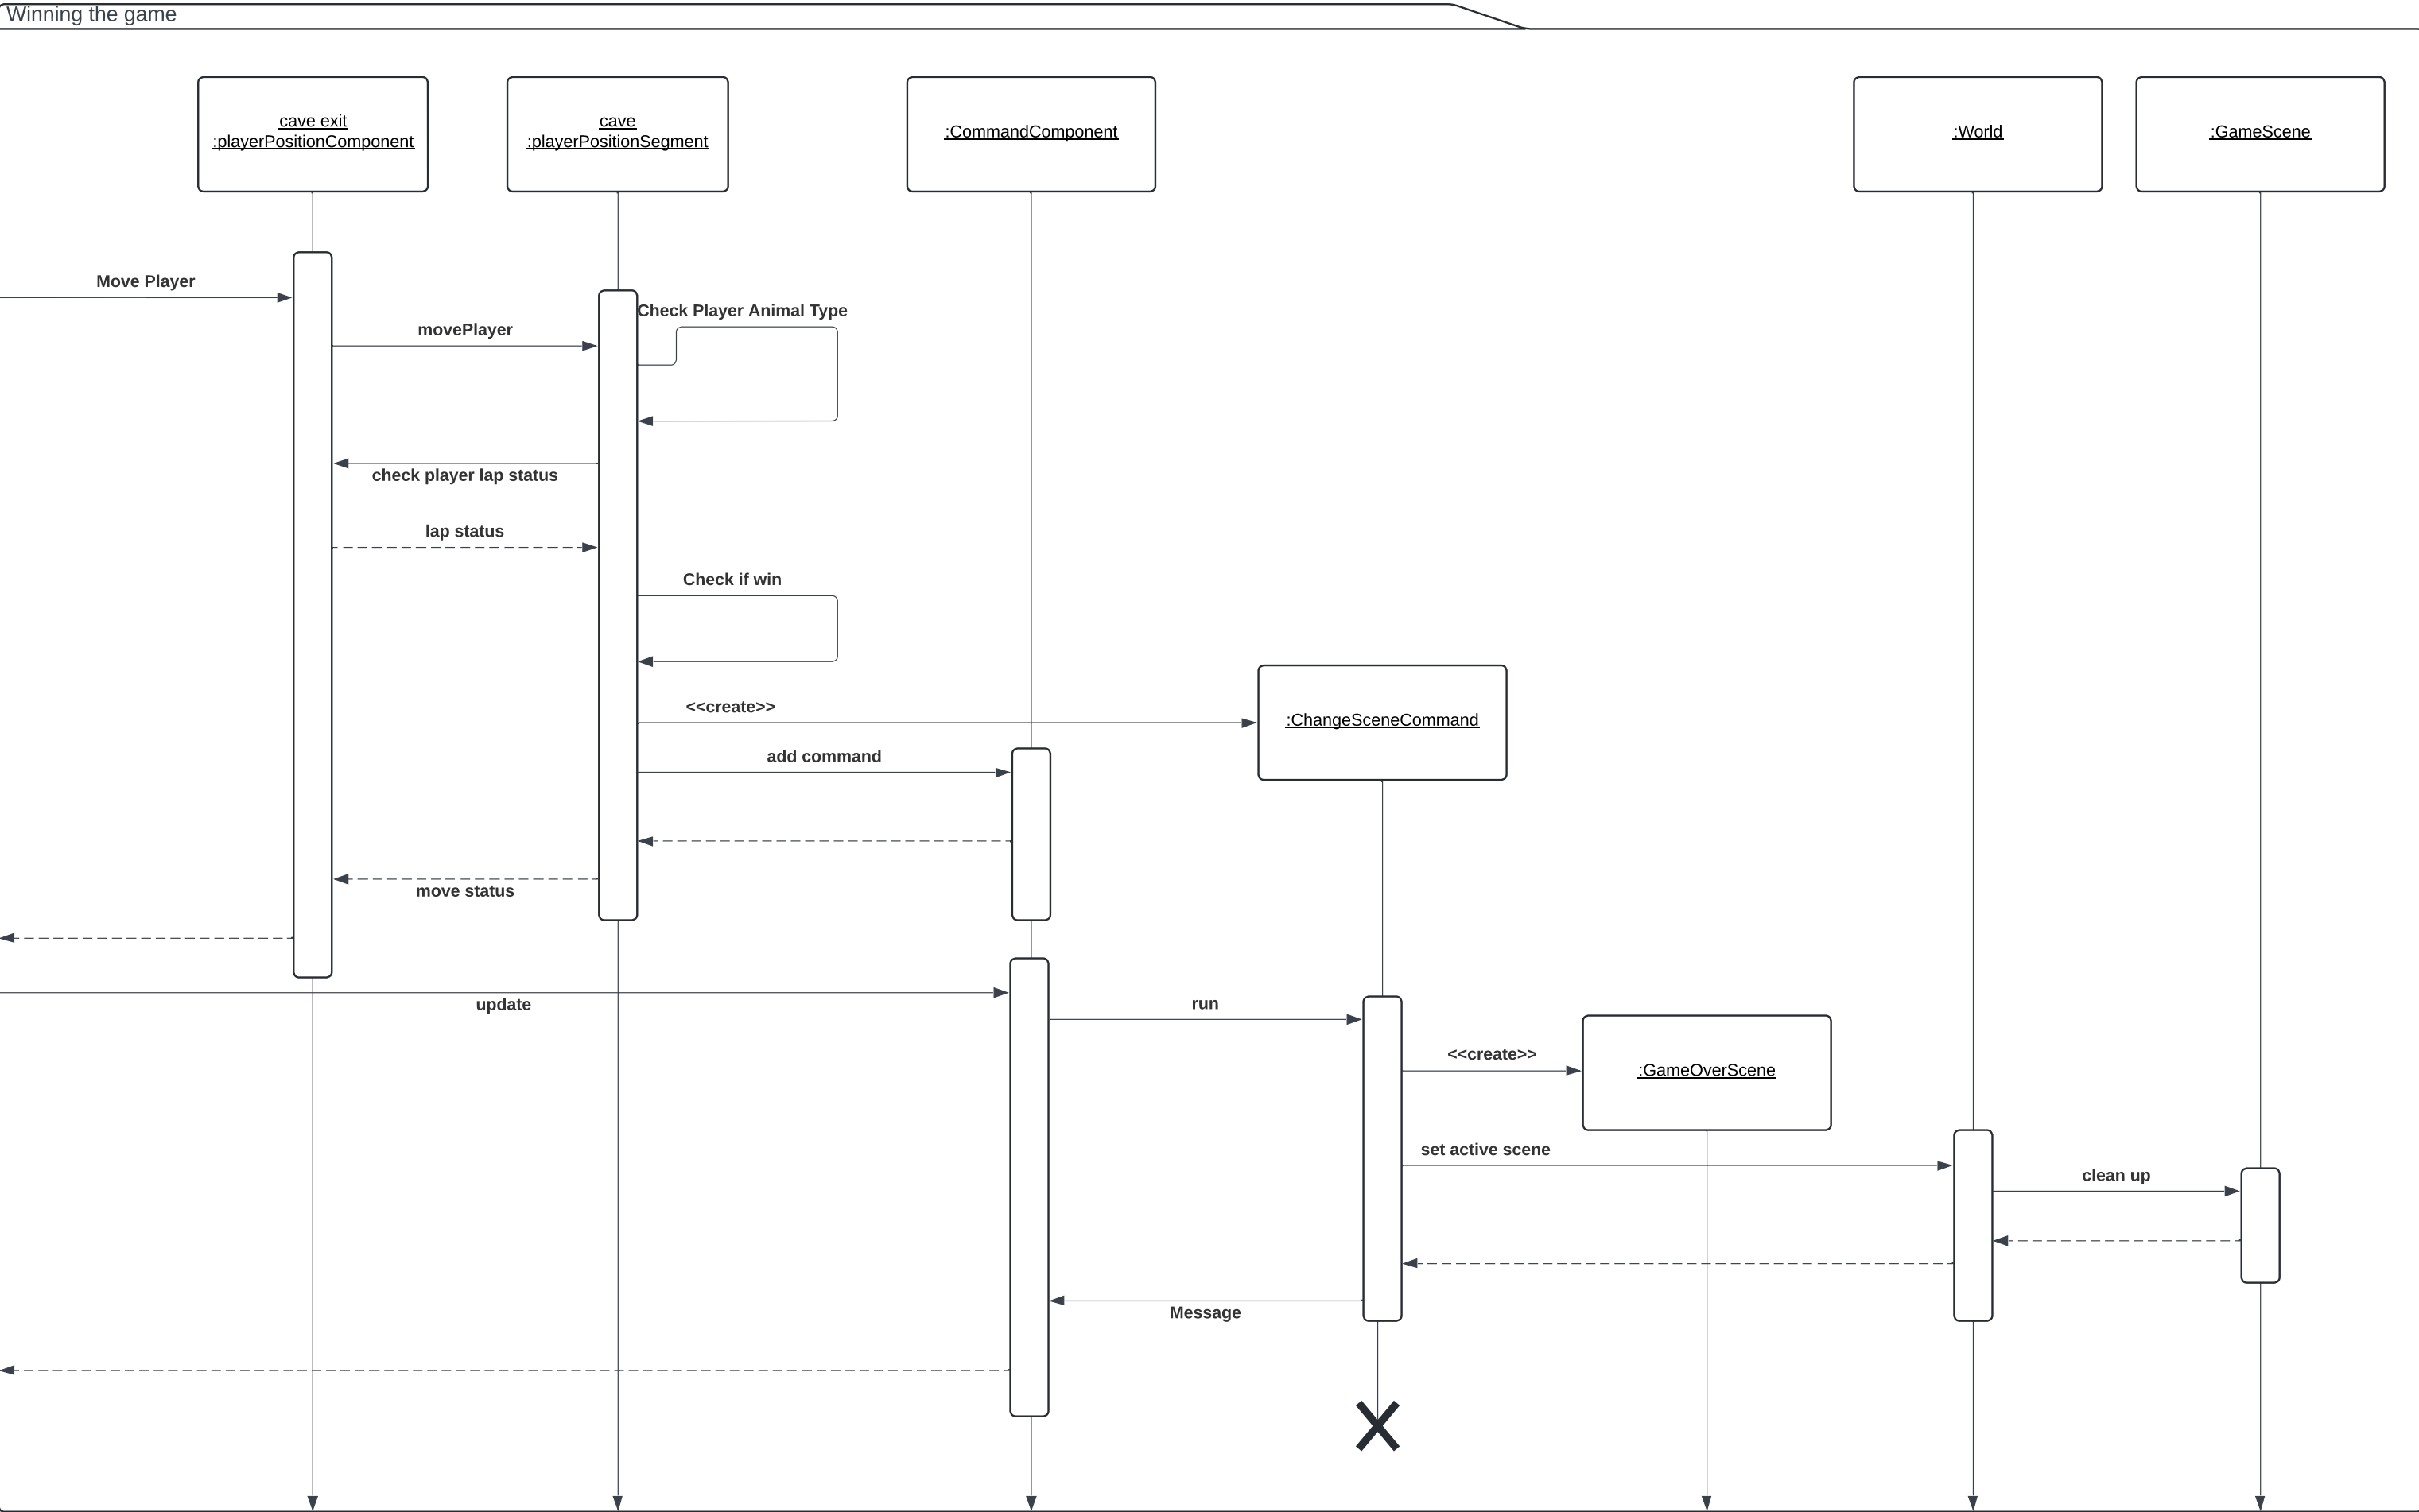 Winning the game
cave exit
:playerPositionComponent
cave
:playerPositionSegment
:CommandComponent
:World
:GameScene
Move Player
Check Player Animal Type
movePlayer
check player lap status
lap status
Check if win
<<create>>
:ChangeSceneCommand
add command
move status
update
run
<<create>>
:GameOverScene
set active scene
clean up
Message